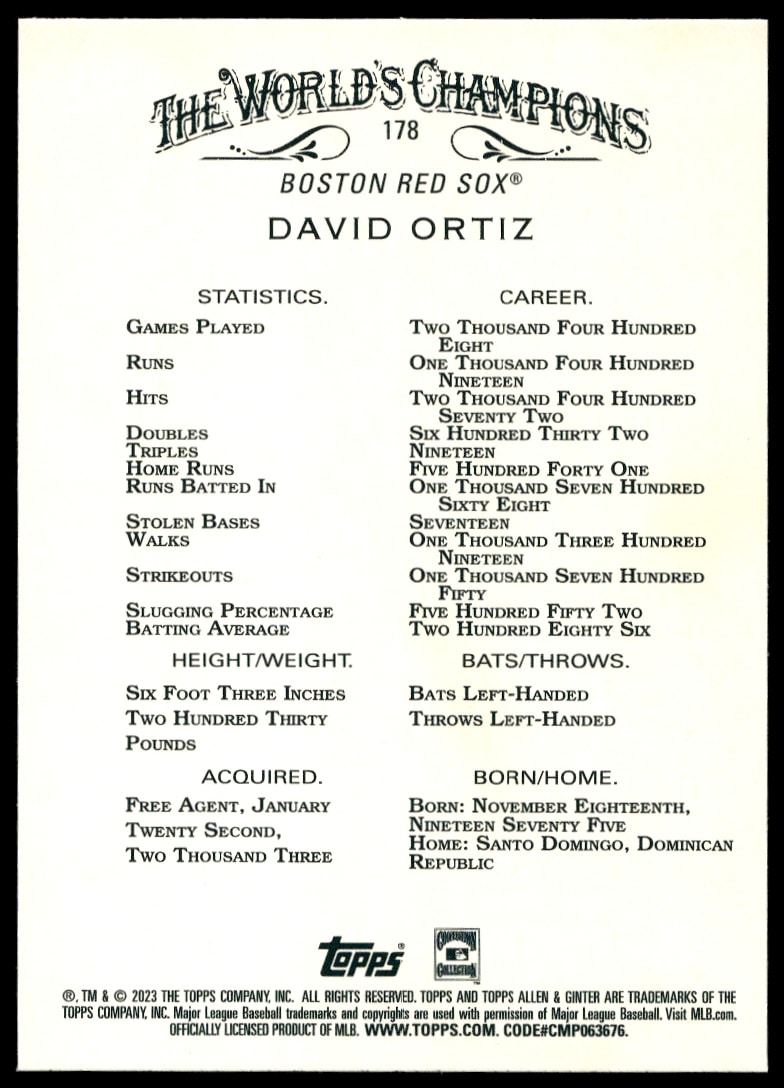 THE WORLD'S CHAMPIONS
178
BOSTON RED SOX®
DAVID ORTIZ
STATISTICS. CAREER.
GAMES PLAYED TWO THOUSAND FOUR HUNDRED
EIGHT
RUNS ONE THOUSAND FOUR HUNDRED
NINETEEN
HITS TWO THOUSAND FOUR HUNDRED
SEVENTY TWO
DOUBLES SIX HUNDRED THIRTY TWO
TRIPLES NINETEEN
HOME RUNS FIVE HUNDRED FORTY ONE
RUNS BATTED IN ONE THOUSAND SEVEN HUNDRED
SIXTY EIGHT
STOLEN BASES SEVENTEEN
WALKS ONE THOUSAND THREE HUNDRED
NINETEEN
STRIKEOUTS ONE THOUSAND SEVEN HUNDRED
FIFTY
SLUGGING PERCENTAGE FIVE HUNDRED FIFTY TWO
BATTING AVERAGE TWO HUNDRED EIGHTY SIX
HEIGHT/WEIGHT. BATS/THROWS.
SIX FOOT THREE INCHES BATS LEFT-HANDED
TWO HUNDRED THIRTY THROWS LEFT-HANDED
POUNDS
ACQUIRED. BORN/HOME.
FREE AGENT, JANUARY
TWENTY SECOND,
TWO THOUSAND THREE
BORN: NOVEMBER EIGHTEENTH,
NINETEEN SEVENTY FIVE
HOME: SANTO DOMINGO, DOMINICAN
REPUBLIC
TOPPS®
COOPERSTOWN
COLLECTION™
®, TM & © 2023 THE TOPPS COMPANY, INC. ALL RIGHTS RESERVED. TOPPS AND TOPPS ALLEN & GINTER ARE TRADEMARKS OF THE
TOPPS COMPANY, INC. Major League Baseball trademarks and copyrights are used with permission of Major League Baseball. Visit MLB.com.
OFFICIALLY LICENSED PRODUCT OF MLB. WWW.TOPPS.COM. CODE#CMP063676.